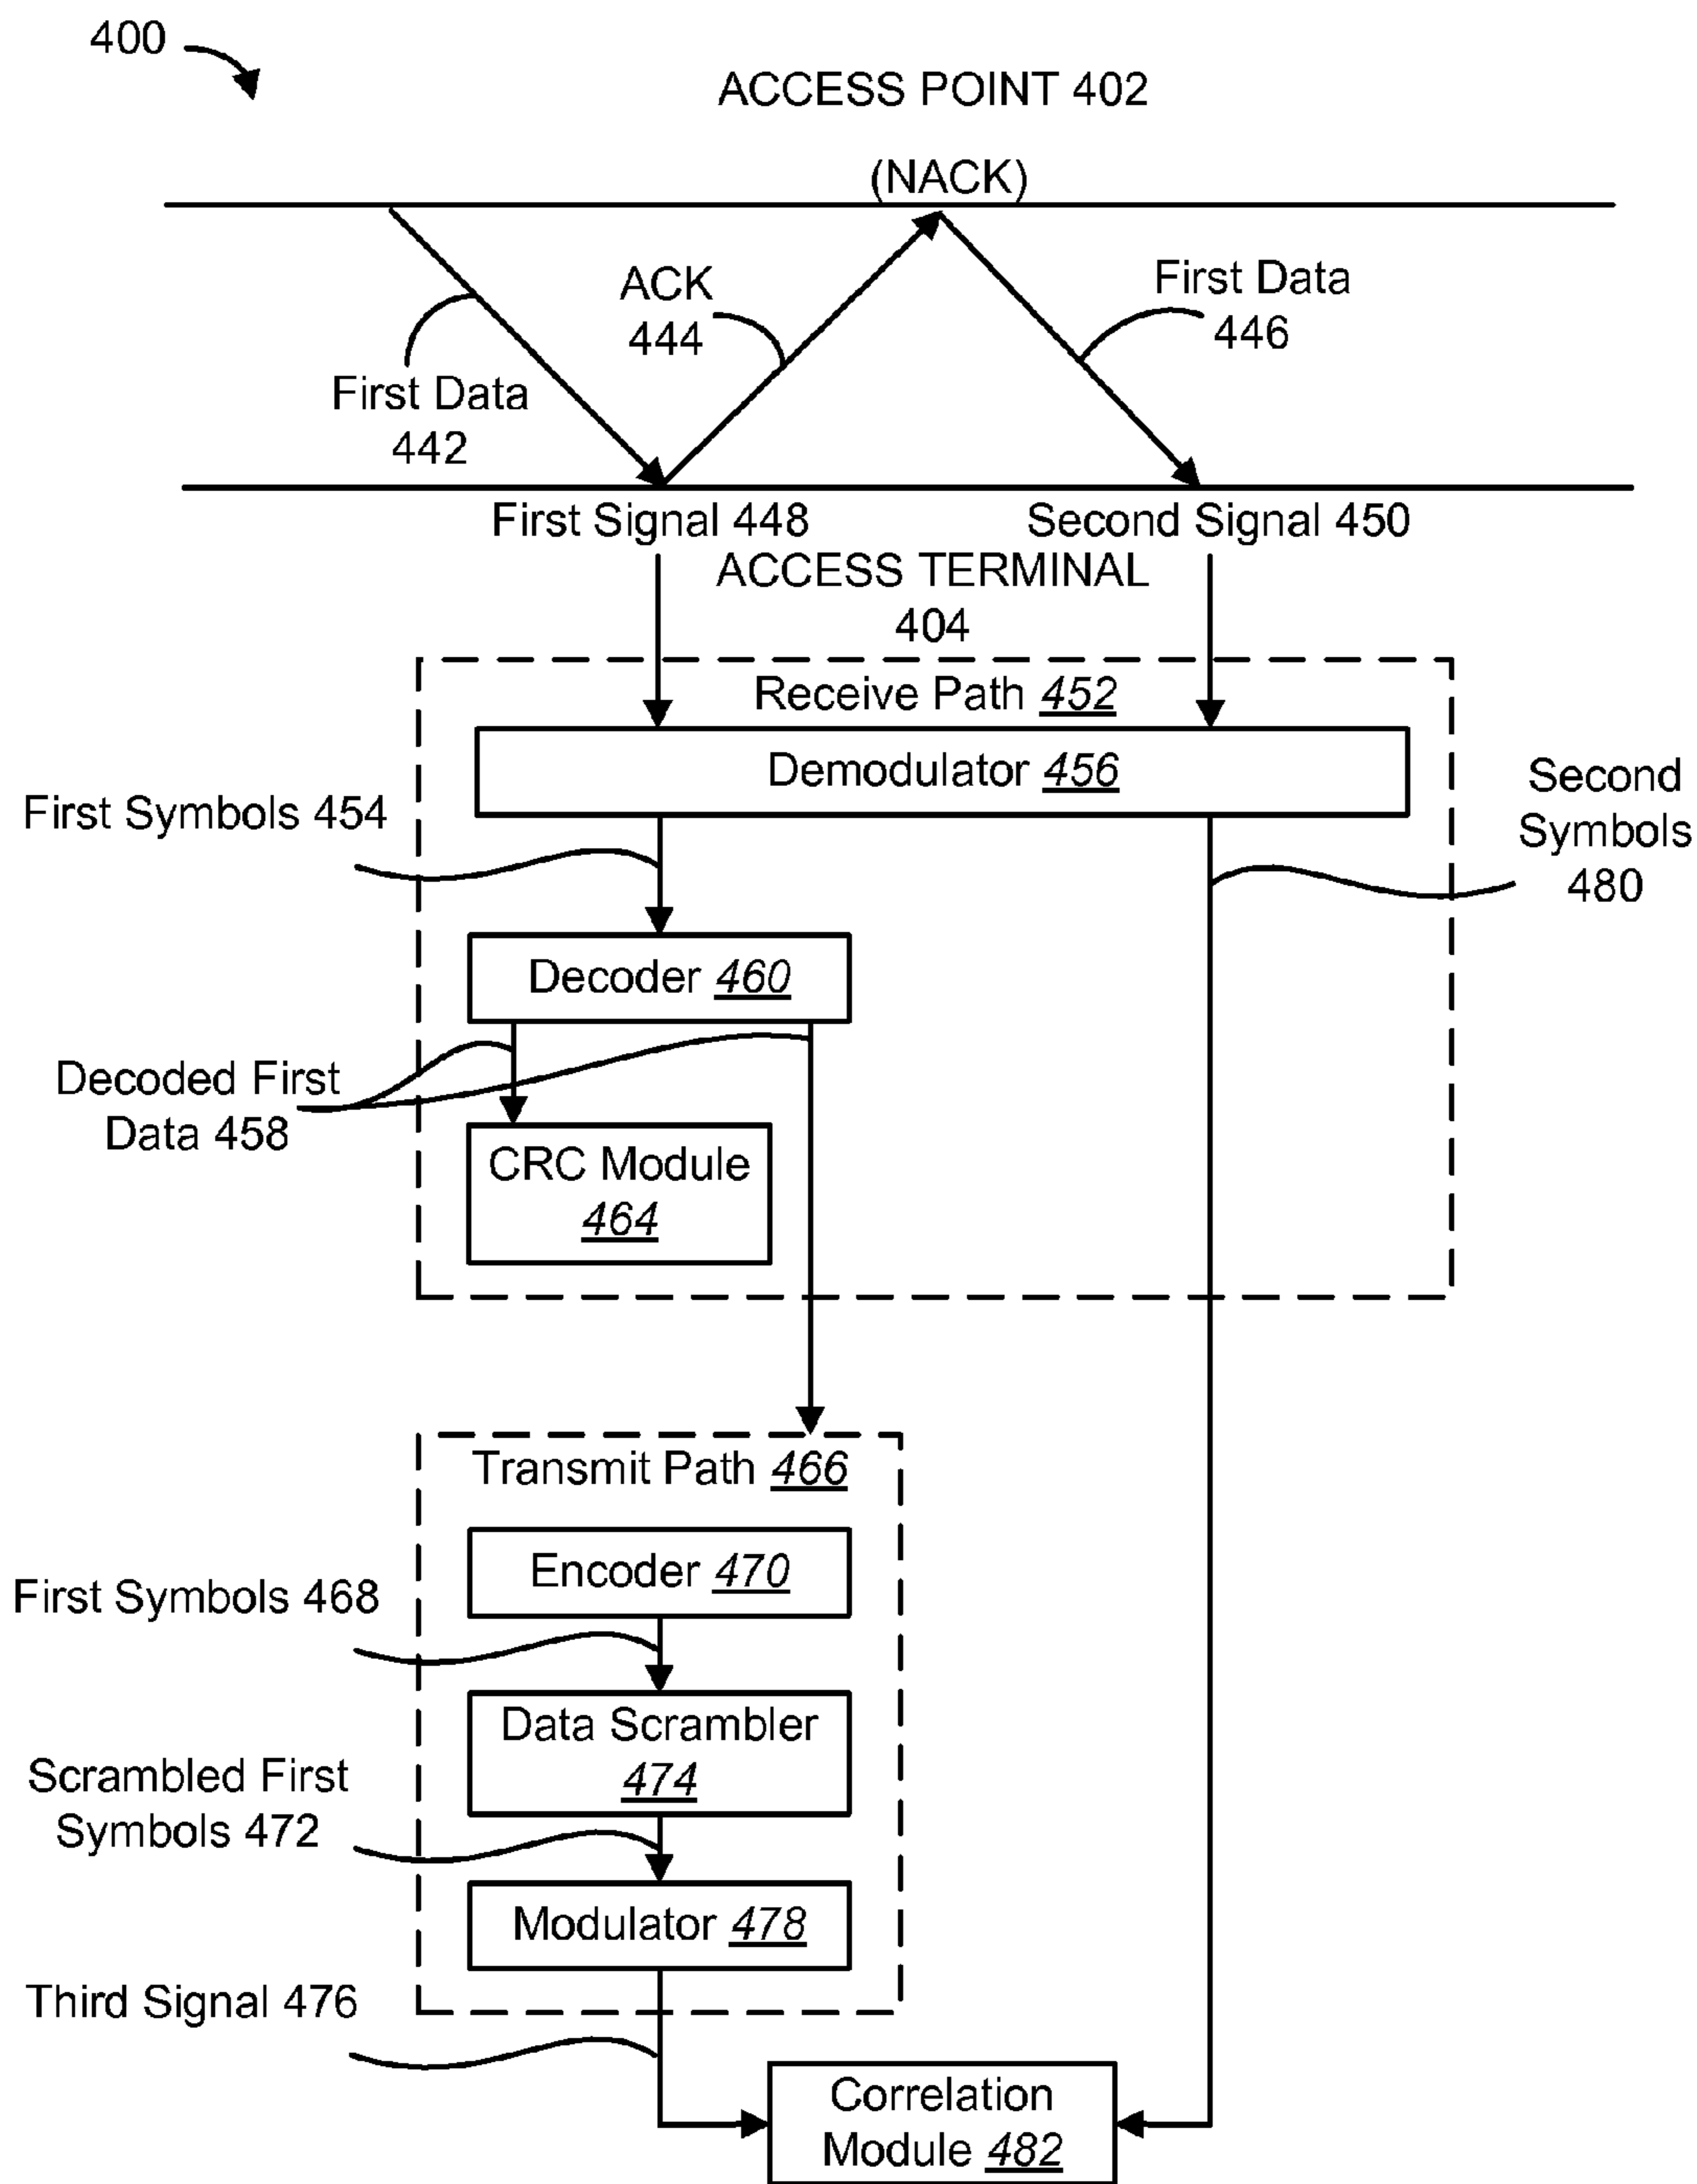 400
ACCESS POINT 402
(NACK)
ACK
444
First Data
446
First Data
442
First Signal 448
Second Signal 450
ACCESS TERMINAL
404
Receive Path 452
Demodulator 456
First Symbols 454
Second
Symbols
480
Decoder 460
Decoded First
Data 458
CRC Module
464
Transmit Path 466
Encoder 470
First Symbols 468
Data Scrambler
474
Scrambled First
Symbols 472
Modulator 478
Third Signal 476
Correlation
Module 482